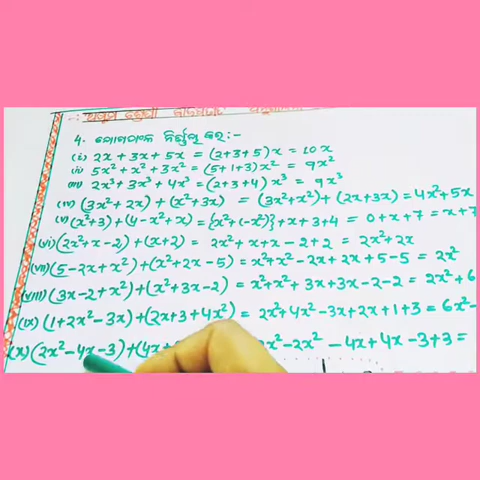 4. ଯୋଗଫଳ ନିର୍ଣ୍ଣୟ କର :-
(i) 2x + 3x + 5x = (2+3+5)x = 10x
(ii) 5x² + x² + 3x² = (5+1+3)x² = 9x²
(iii) 2x³ + 3x³ + 4x³ = (2+3+4)x³ = 9x³
(iv) (3x² + 2x) + (x² + 3x) = (3x² + x²) + (2x + 3x) = 4x² + 5x
(v) (x² + 3) + (4 - x² + x) = {x² + (-x²)} + x + 3 + 4 = 0 + x + 7 = x + 7
(vi) (2x² + x - 2) + (x + 2) = 2x² + x + x - 2 + 2 = 2x² + 2x
(vii) (5 - 2x + x²) + (x² + 2x - 5) = x² + x² - 2x + 2x + 5 - 5 = 2x²
(viii) (3x - 2 + x²) + (x² + 3x - 2) = x² + x² + 3x + 3x - 2 - 2 = 2x² + 6
(ix) (1 + 2x² - 3x) + (2x + 3 + 4x²) = 2x² + 4x² - 3x + 2x + 1 + 3 = 6x² -
(x) (2x² - 4x - 3) + (4x + x² - 2x² - 4x + 4x - 3 + 3 =